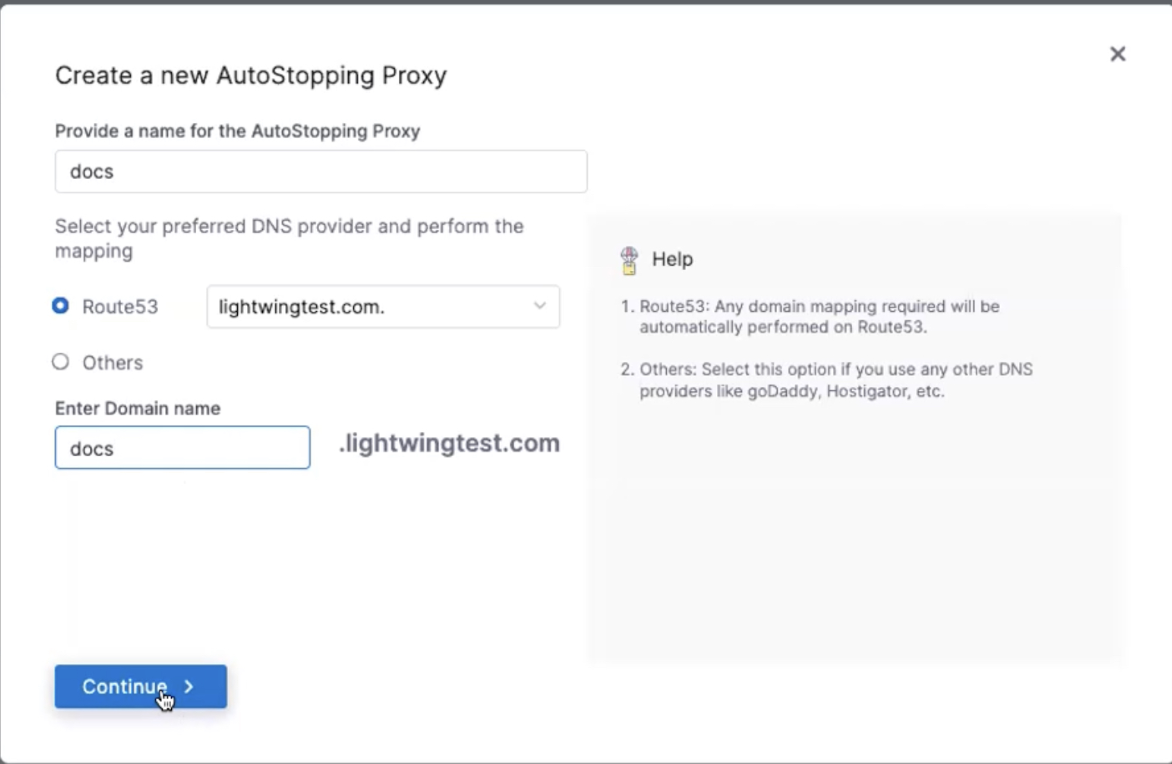 Create a new AutoStopping Proxy
Provide a name for the AutoStopping Proxy
docs
Select your preferred DNS provider and perform the
mapping
Route53
lightwingtest.com.
Others
Enter Domain name
docs
.lightwingtest.com
Help
1. Route53: Any domain mapping required will be
automatically performed on Route53.
2. Others: Select this option if you use any other DNS
providers like goDaddy, Hostigator, etc.
Continue